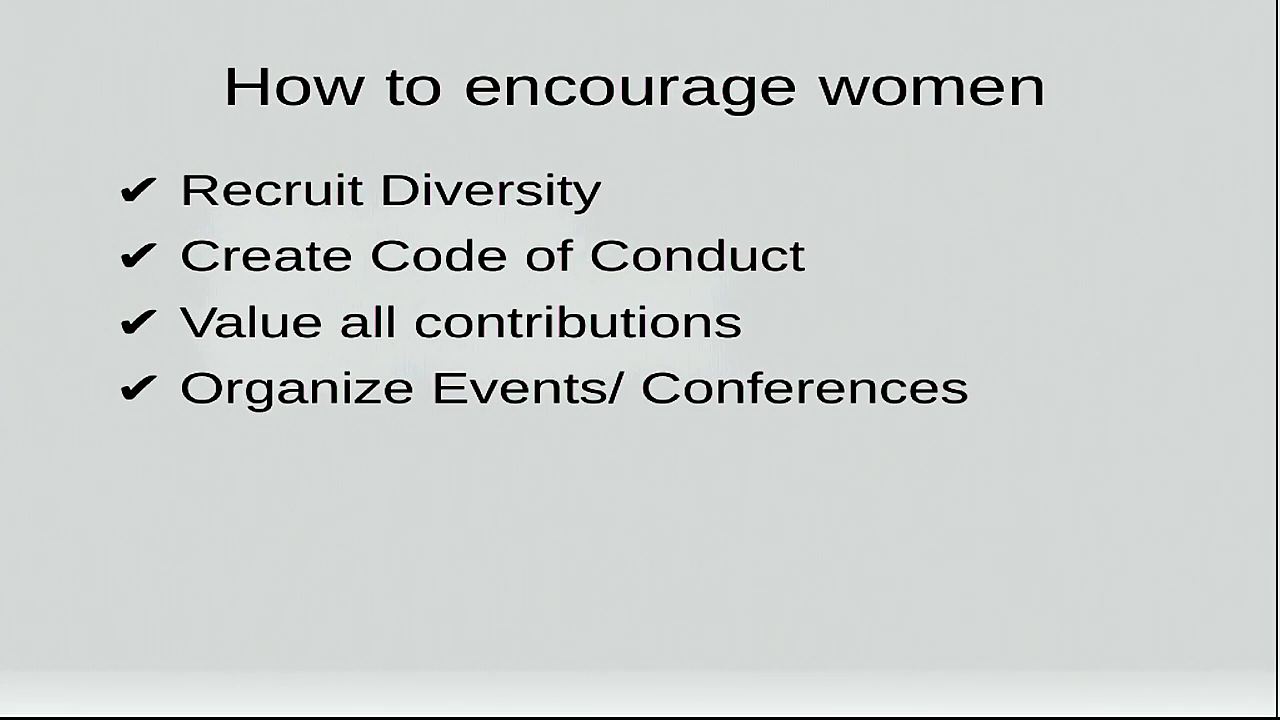 How to encourage women
✔ Recruit Diversity
✔ Create Code of Conduct
✔ Value all contributions
✔ Organize Events/ Conferences